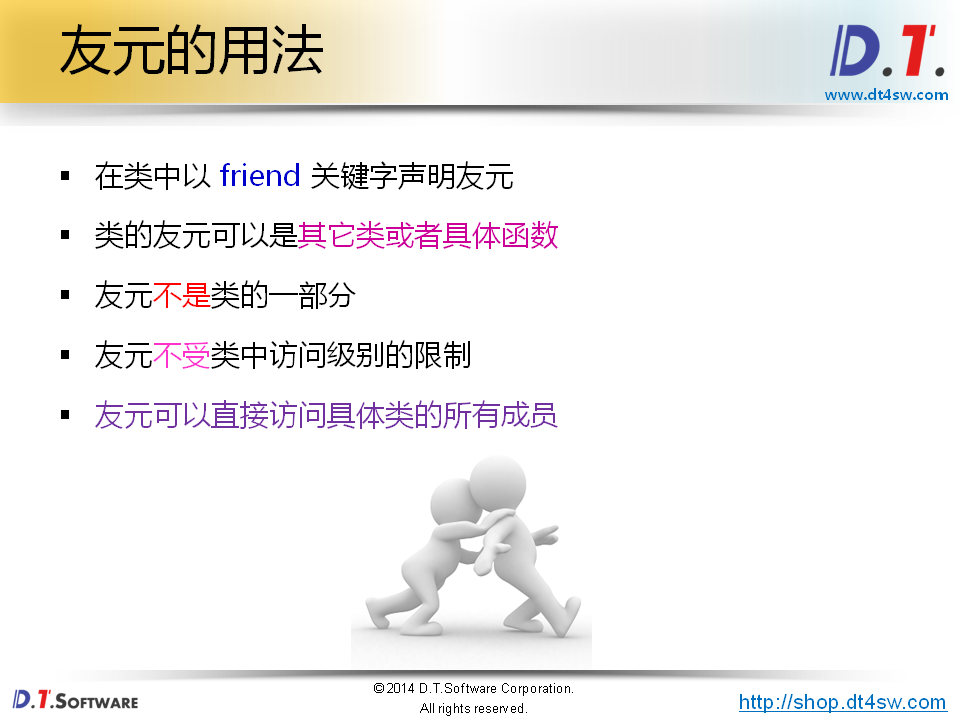 友元的用法
D.T.
www.dt4sw.com
▪ 在类中以 friend 关键字声明友元
▪ 类的友元可以是其它类或者具体函数
▪ 友元不是类的一部分
▪ 友元不受类中访问级别的限制
▪ 友元可以直接访问具体类的所有成员
D.T.SOFTWARE
©2014 D.T.Software Corporation.
All rights reserved.
http://shop.dt4sw.com